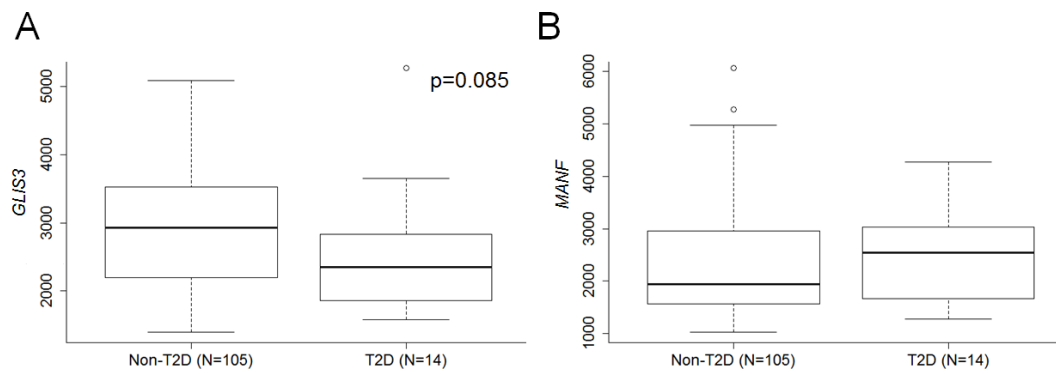 A
GLIS3
5000
4000
3000
2000
p=0.085
Non-T2D (N=105)
T2D (N=14)
B
MANF
6000
5000
4000
3000
2000
1000
Non-T2D (N=105)
T2D (N=14)